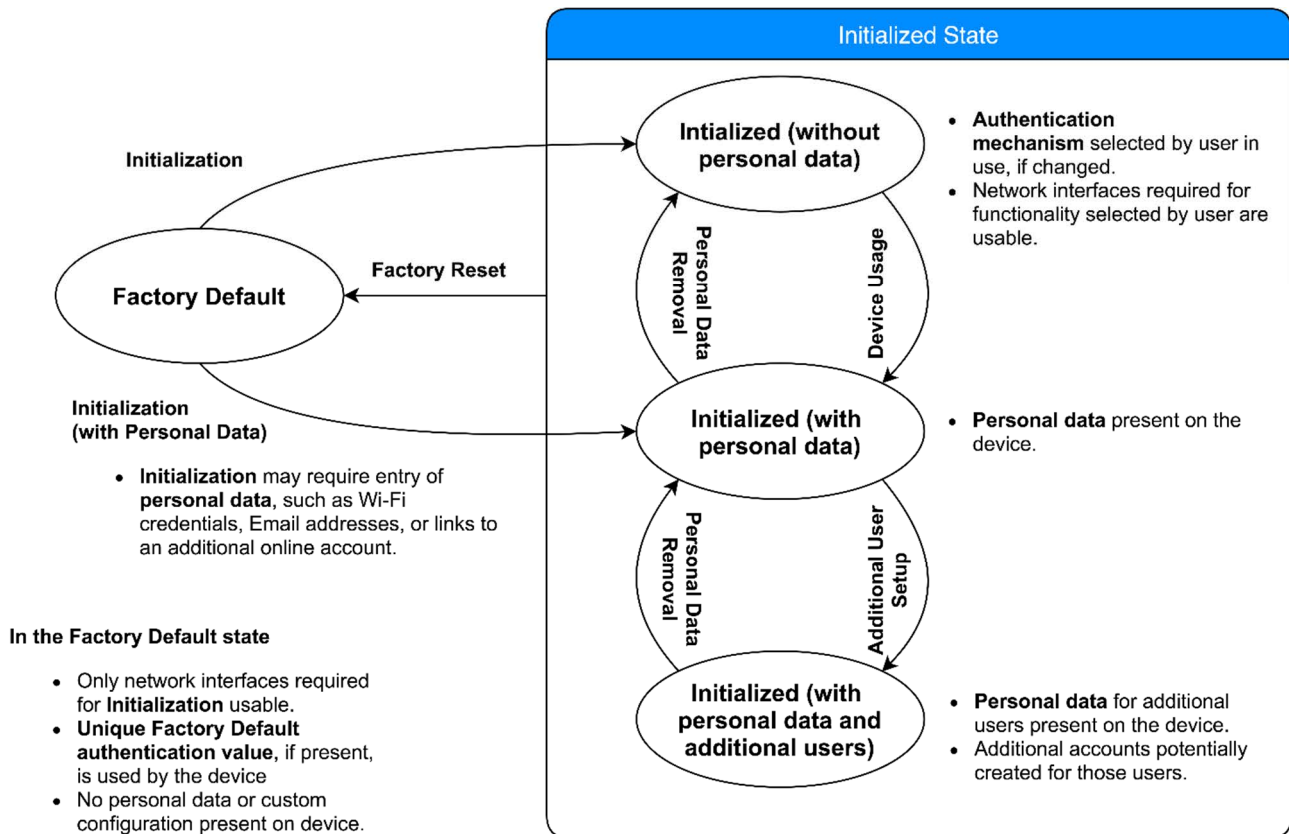 Initialized State
Intialized (without
personal data)
• Authentication
mechanism selected by user in
use, if changed.
• Network interfaces required for
functionality selected by user are
usable.
Initialization
Personal Data
Removal
Device Usage
Factory Reset
Factory Default
Initialization
(with Personal Data)
Initialized (with
personal data)
• Personal data present on the
device.
• Initialization may require entry of
personal data, such as Wi-Fi
credentials, Email addresses, or links to
an additional online account.
Personal Data
Removal
Additional User
Setup
In the Factory Default state
• Only network interfaces required
for Initialization usable.
• Unique Factory Default
authentication value, if present,
is used by the device
• No personal data or custom
configuration present on device.
Initialized (with
personal data and
additional users)
• Personal data for additional
users present on the device.
• Additional accounts potentially
created for those users.